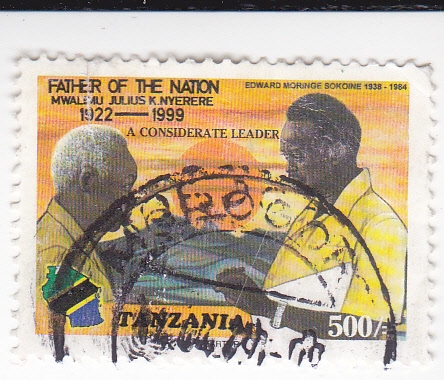 FATHER OF THE NATION
MWALIMU JULIUS K.NYERERE
1922 — 1999
EDWARD MORINGE SOKOINE 1938 - 1984
A CONSIDERATE LEADER
TANZANIA
500/=